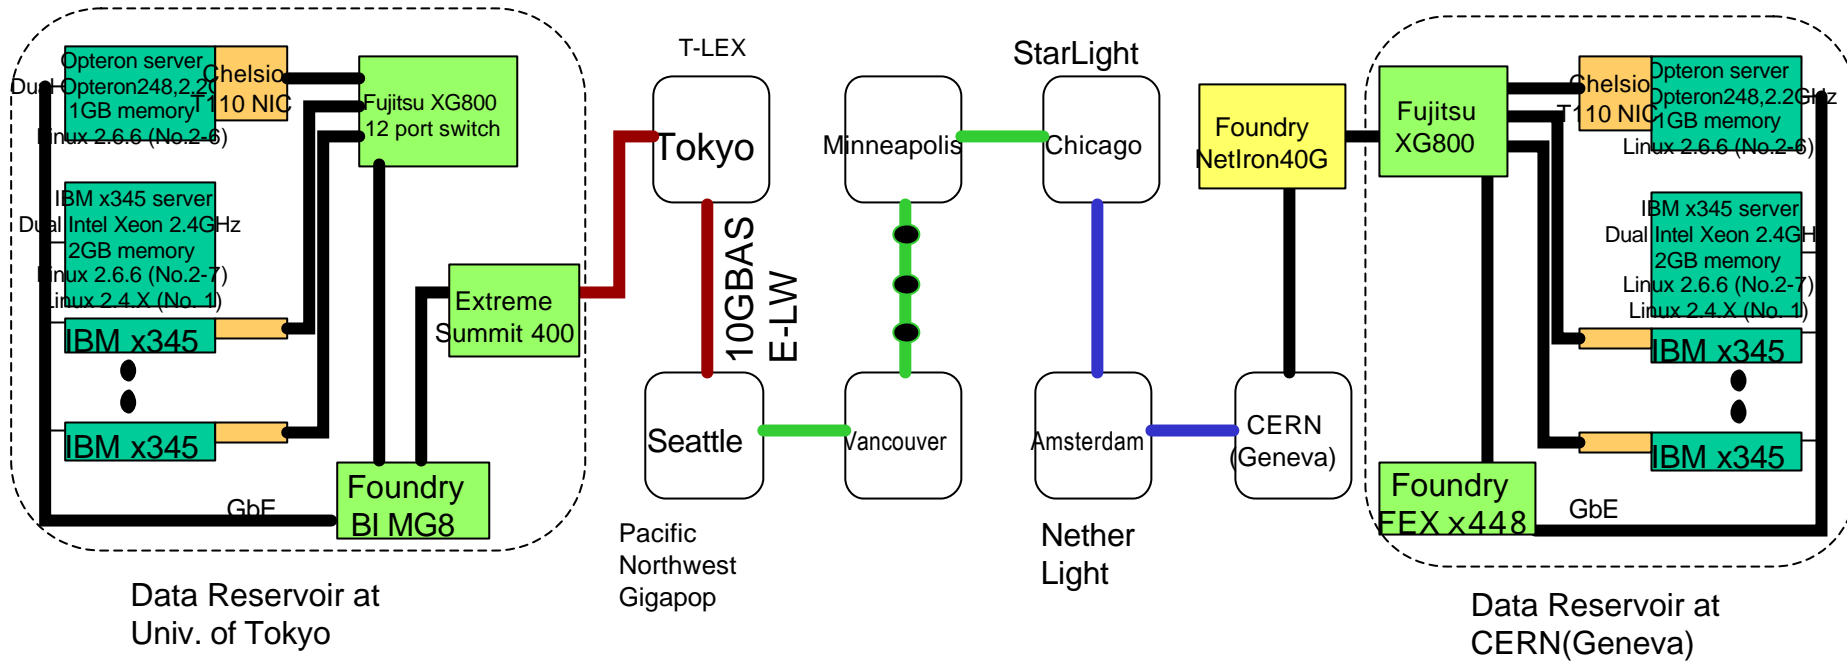 Opteron server
Dual Opteron248,2.2GHz
1GB memory
Linux 2.6.6 (No.2-6)
Chelsio
T110 NIC
Fujitsu XG800
12 port switch
IBM x345 server
Dual Intel Xeon 2.4GHz
2GB memory
Linux 2.6.6 (No.2-7)
Linux 2.4.X (No. 1)
IBM x345
IBM x345
Extreme
Summit 400
GbE
Foundry
BI MG8
Data Reservoir at
Univ. of Tokyo
T-LEX
Tokyo
10GBAS
E-LW
Seattle
Pacific
Northwest
Gigapop
Minneapolis
Vancouver
StarLight
Chicago
Amsterdam
Nether
Light
Foundry
NetIron40G
CERN
(Geneva)
Fujitsu
XG800
Chelsio
T110 NIC
Opteron server
Opteron248,2.2GHz
1GB memory
Linux 2.6.6 (No.2-6)
IBM x345 server
Dual Intel Xeon 2.4GH
2GB memory
Linux 2.6.6 (No.2-7)
Linux 2.4.X (No. 1)
IBM x345
IBM x345
Foundry
FEX x448
GbE
Data Reservoir at
CERN(Geneva)